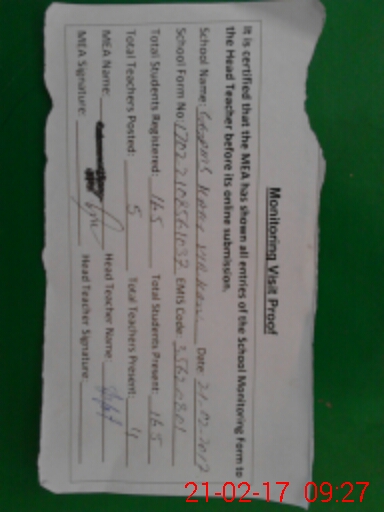 Monitoring Visit Proof
It is certified that the MEA has shown all entries of the School Monitoring Form to
the Head Teacher before its online submission.
School Name: Date: 21-02-2017
School Form No: EMIS Code:
Total Students Registered: 165 Total Students Present: 165
Total Teachers Posted: 5 Total Teachers Present: 4
MEA Name: Head Teacher Name:
MEA Signature: Head Teacher Signature:
21-02-17 09:27